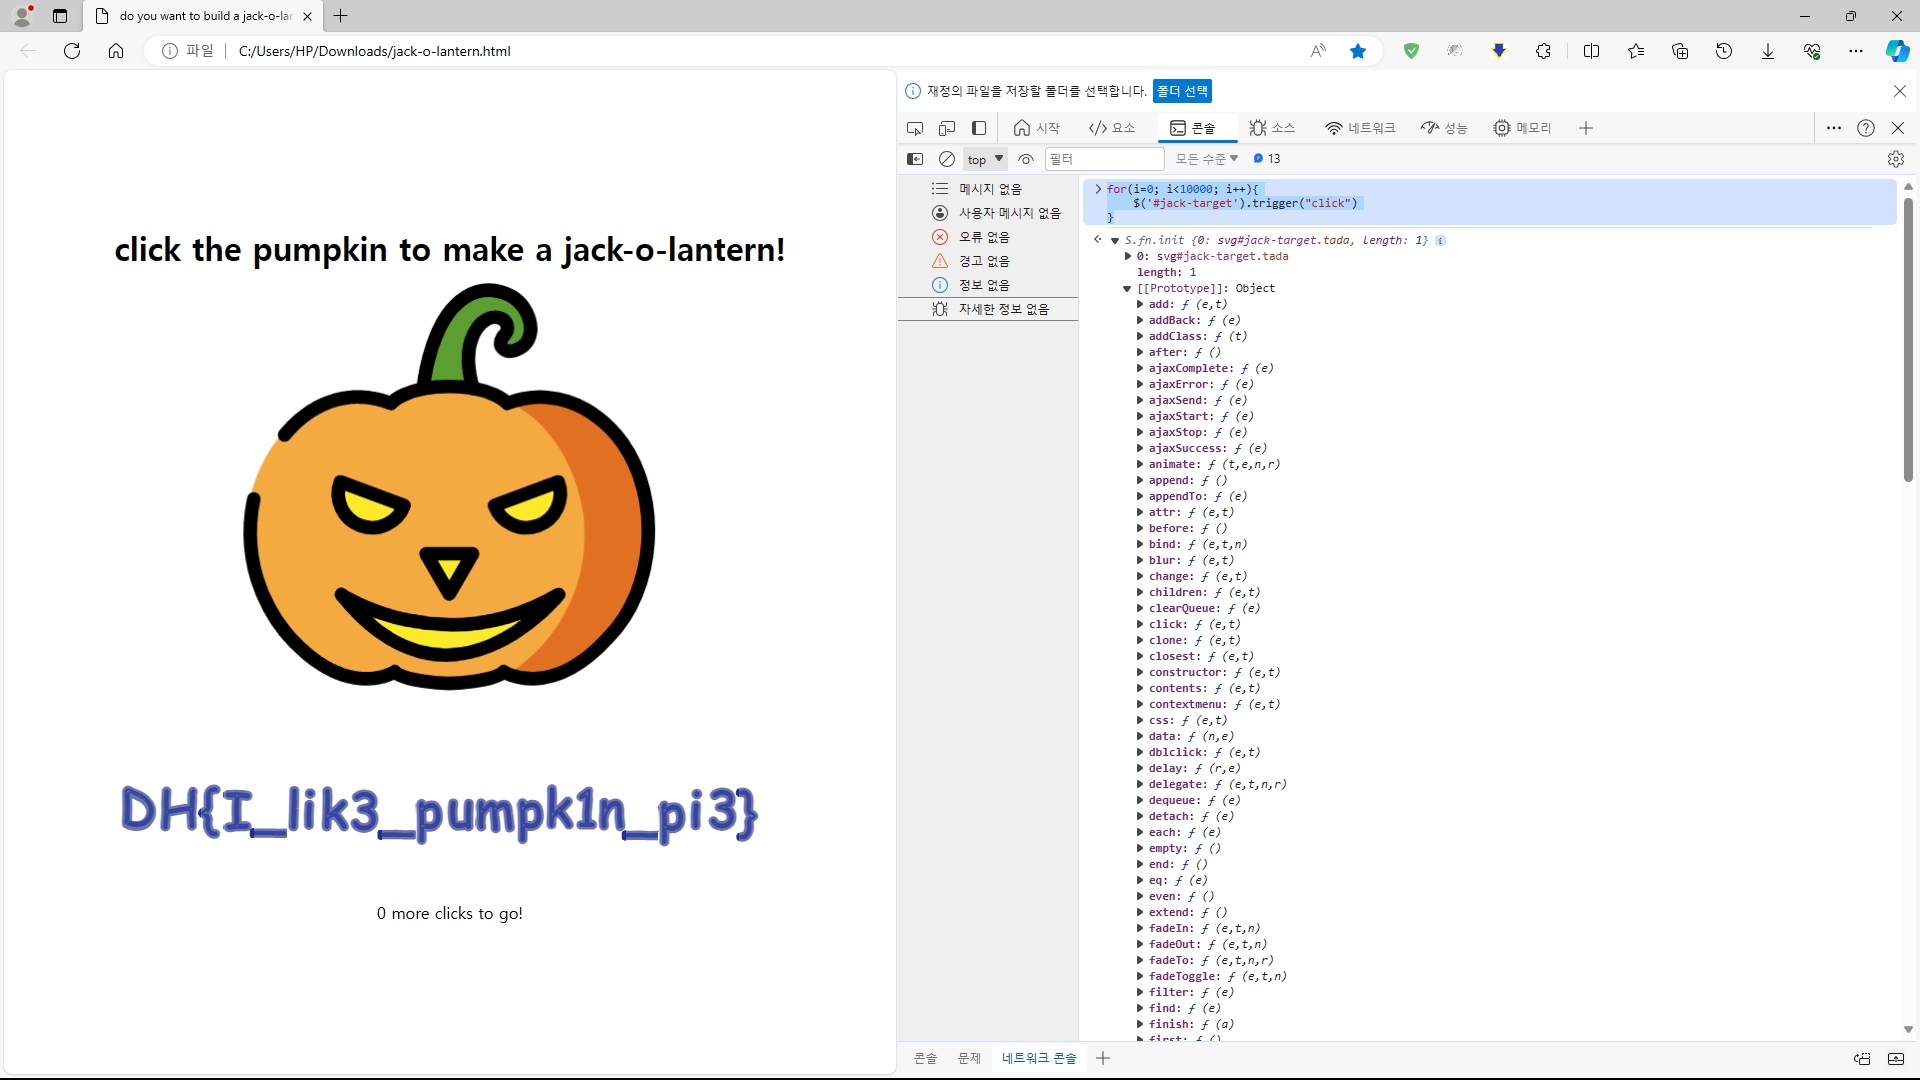 do you want to build a jack-o-lar
파일
C:/Users/HP/Downloads/jack-o-lantern.html
click the pumpkin to make a jack-o-lantern!
DH{I_lik3_pumpk1n_pi3}
0 more clicks to go!
재정의 파일을 저장할 폴더를 선택합니다. 폴더 선택
시작 요소 콘솔 소스 네트워크 성능 메모리
top 필터 모든 수준 13
메시지 없음
사용자 메시지 없음
오류 없음
경고 없음
정보 없음
자세한 정보 없음
for(i=0; i<10000; i++){
$('#jack-target').trigger("click")
}
S.fn.init {0: svg#jack-target.tada, length: 1}
0: svg#jack-target.tada
length: 1
[[Prototype]]: Object
add: ƒ (e,t)
addBack: ƒ (e)
addClass: ƒ (t)
after: ƒ ()
ajaxComplete: ƒ (e)
ajaxError: ƒ (e)
ajaxSend: ƒ (e)
ajaxStart: ƒ (e)
ajaxStop: ƒ (e)
ajaxSuccess: ƒ (e)
animate: ƒ (t,e,n,r)
append: ƒ ()
appendTo: ƒ (e)
attr: ƒ (e,t)
before: ƒ ()
bind: ƒ (e,t,n)
blur: ƒ (e,t)
change: ƒ (e,t)
children: ƒ (e,t)
clearQueue: ƒ (e)
click: ƒ (e,t)
clone: ƒ (e,t)
closest: ƒ (e,t)
constructor: ƒ (e,t)
contents: ƒ (e,t)
contextmenu: ƒ (e,t)
css: ƒ (e,t)
data: ƒ (n,e)
dblclick: ƒ (e,t)
delay: ƒ (r,e)
delegate: ƒ (e,t,n,r)
dequeue: ƒ (e)
detach: ƒ (e)
each: ƒ (e)
empty: ƒ ()
end: ƒ ()
eq: ƒ (e)
even: ƒ ()
extend: ƒ ()
fadeIn: ƒ (e,t,n)
fadeOut: ƒ (e,t,n)
fadeTo: ƒ (e,t,n,r)
fadeToggle: ƒ (e,t,n)
filter: ƒ (e)
find: ƒ (e)
finish: ƒ (a)
first: ƒ ()
콘솔 문제 네트워크 콘솔